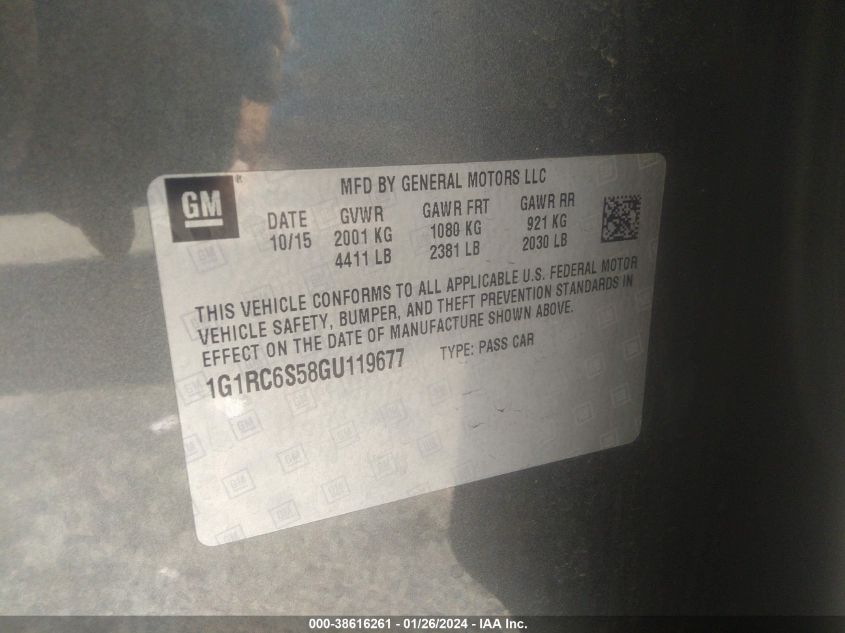 GM®
MFD BY GENERAL MOTORS LLC
DATE GVWR GAWR FRT GAWR RR
10/15 2001 KG 1080 KG 921 KG
4411 LB 2381 LB 2030 LB
THIS VEHICLE CONFORMS TO ALL APPLICABLE U.S. FEDERAL MOTOR
VEHICLE SAFETY, BUMPER, AND THEFT PREVENTION STANDARDS IN
EFFECT ON THE DATE OF MANUFACTURE SHOWN ABOVE.
1G1RC6S58GU119677 TYPE: PASS CAR
000-38616261 - 01/26/2024 - IAA Inc.